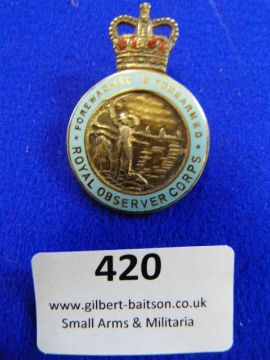 FOREWARNED IS FOREARMED
ROYAL OBSERVER CORPS
420
www.gilbert-baitson.co.uk
Small Arms & Militaria